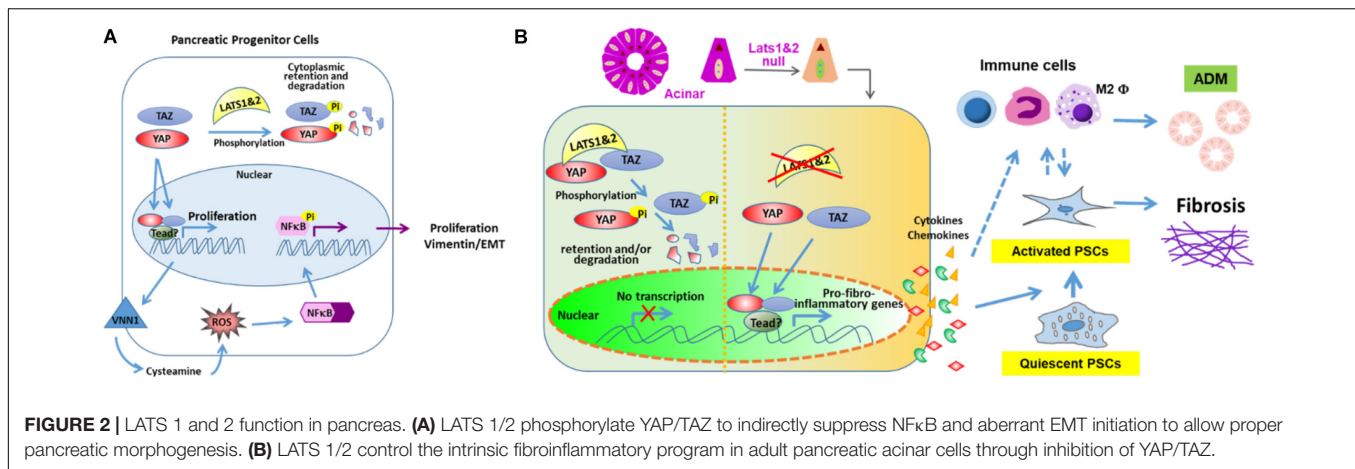 A
Pancreatic Progenitor Cells
TAZ
YAP
LATS1&2
Phosphorylation
Cytoplasmic
retention and
degradation
TAZ
Pi
YAP
Pi
Nuclear
Proliferation
Tead?
NFκB
Pi
Proliferation
Vimentin/EMT
VNN1
ROS
NFκB
Cysteamine
B
Acinar
Lats1&2
null
LATS1&2
YAP
TAZ
Phosphorylation
YAP
Pi
TAZ
Pi
retention and/or
degradation
LATS1&2
YAP
TAZ
Nuclear
No transcription
Tead?
Pro-fibro-
inflammatory genes
Cytokines
Chemokines
Immune cells
M2 Φ
ADM
Activated PSCs
Fibrosis
Quiescent PSCs
FIGURE 2 | LATS 1 and 2 function in pancreas. (A) LATS 1/2 phosphorylate YAP/TAZ to indirectly suppress NFκB and aberrant EMT initiation to allow proper
pancreatic morphogenesis. (B) LATS 1/2 control the intrinsic fibroinflammatory program in adult pancreatic acinar cells through inhibition of YAP/TAZ.